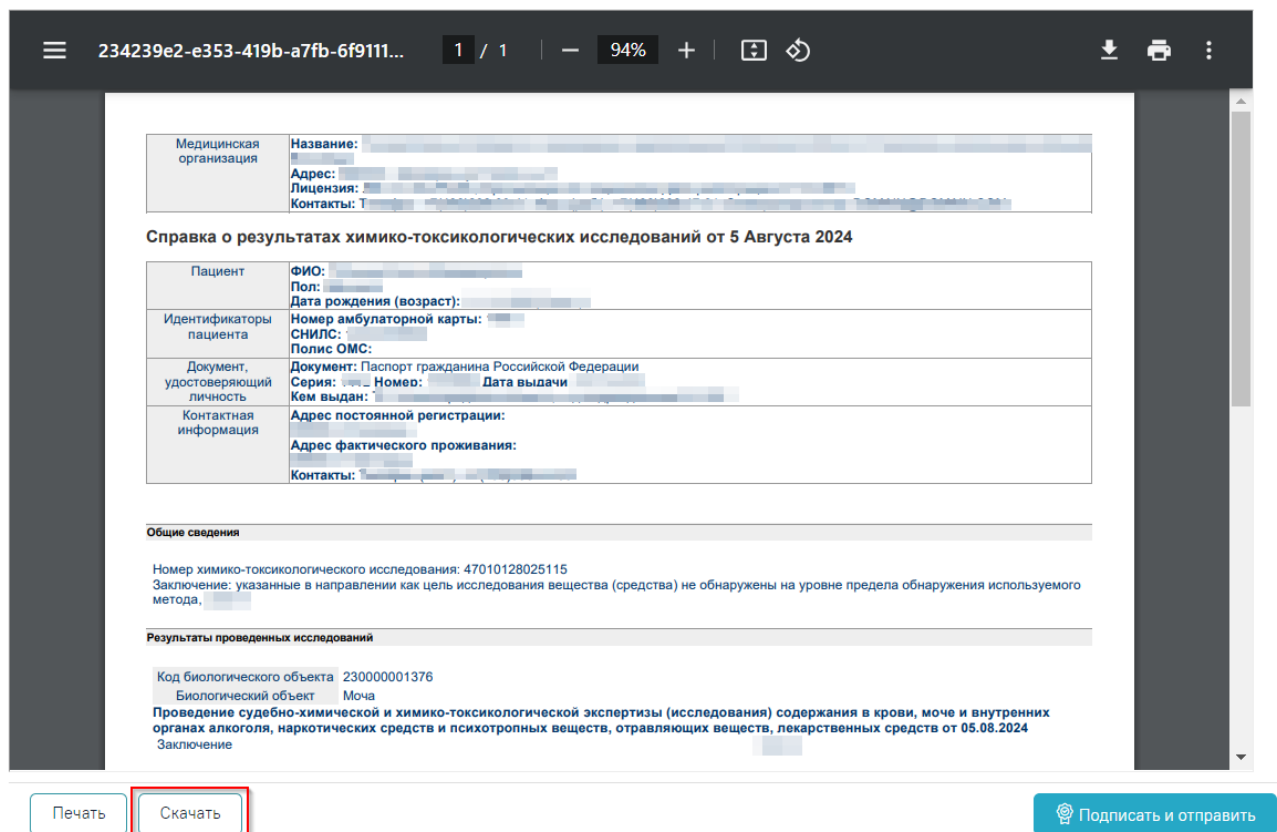 234239e2-e353-419b-a7fb-6f9111... 1 / 1 — 94% +
Медицинская организация
Название:
Адрес:
Лицензия:
Контакты:
Справка о результатах химико-токсикологических исследований от 5 Августа 2024
Пациент
ФИО:
Пол:
Дата рождения (возраст):
Идентификаторы пациента
Номер амбулаторной карты:
СНИЛС:
Полис ОМС:
Документ, удостоверяющий личность
Документ: Паспорт гражданина Российской Федерации
Серия: Номер: Дата выдачи
Кем выдан:
Контактная информация
Адрес постоянной регистрации:
Адрес фактического проживания:
Контакты:
Общие сведения
Номер химико-токсикологического исследования: 47010128025115
Заключение: указанные в направлении как цель исследования вещества (средства) не обнаружены на уровне предела обнаружения используемого
метода,
Результаты проведенных исследований
Код биологического объекта 230000001376
Биологический объект Моча
Проведение судебно-химической и химико-токсикологической экспертизы (исследования) содержания в крови, моче и внутренних
органах алкоголя, наркотических средств и психотропных веществ, отравляющих веществ, лекарственных средств от 05.08.2024
Заключение
Печать Скачать Подписать и отправить